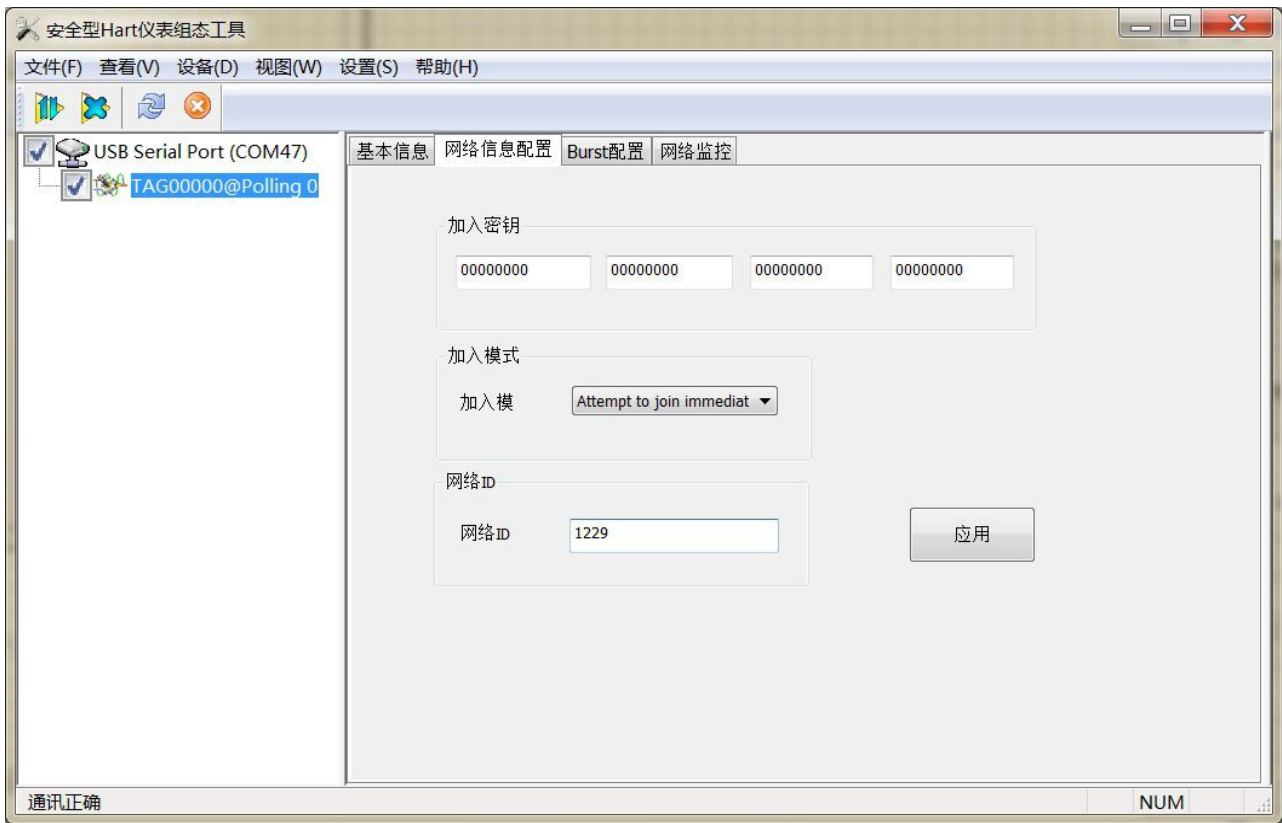 安全型Hart仪表组态工具
文件(F) 查看(V) 设备(D) 视图(W) 设置(S) 帮助(H)
USB Serial Port (COM47)
TAG00000@Polling 0
基本信息 网络信息配置 Burst配置 网络监控
加入密钥
00000000 00000000 00000000 00000000
加入模式
加入模 Attempt to join immediat
网络ID
网络ID 1229
应用
通讯正确 NUM